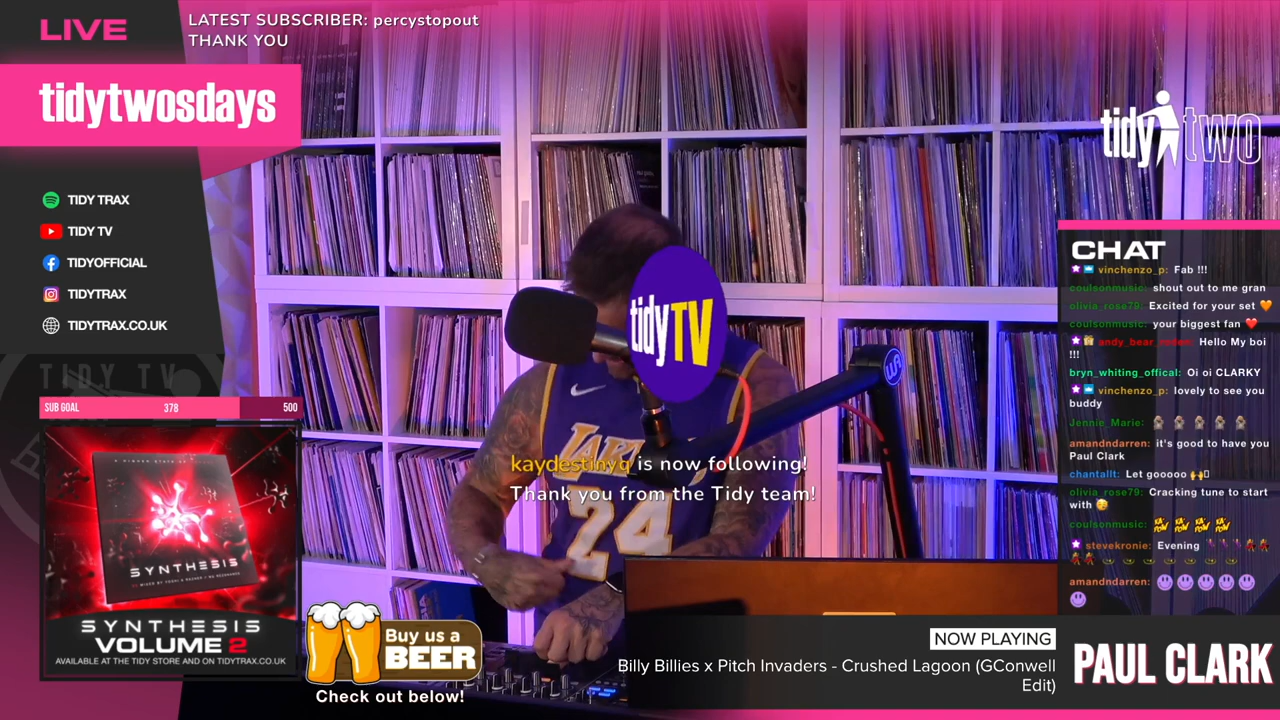 LIVE
LATEST SUBSCRIBER: percystopout
THANK YOU
tidytwosdays
tidy two
TIDY TRAX
TIDY TV
TIDYOFFICIAL
TIDYTRAX
TIDYTRAX.CO.UK
TIDY TV
SUB GOAL 378 500
SYNTHESIS
SYNTHESIS
VOLUME 2
AVAILABLE AT THE TIDY STORE AND ON TIDYTRAX.CO.UK
Buy us a
BEER
Check out below!
tidyTV
LAKERS
24
kaydestinyq is now following!
Thank you from the Tidy team!
CHAT
vinchenzo_p: Fab !!!
coulsonmusic: shout out to me gran
olivia_rose79: Excited for your set 🧡
coulsonmusic: your biggest fan ❤️
Hello My boi
!!!
bryn_whiting_offical: Oi oi CLARKY
vinchenzo_p: lovely to see you
buddy
Jennie_Marie:
amandndarren: it's good to have you
Paul Clark
chantallt: Let gooooo 🙌
olivia_rose79: Cracking tune to start
with 🥳
coulsonmusic:
stevekronie: Evening
amandndarren:
NOW PLAYING
Billy Billies x Pitch Invaders - Crushed Lagoon (GConwell
Edit)
PAUL CLARK